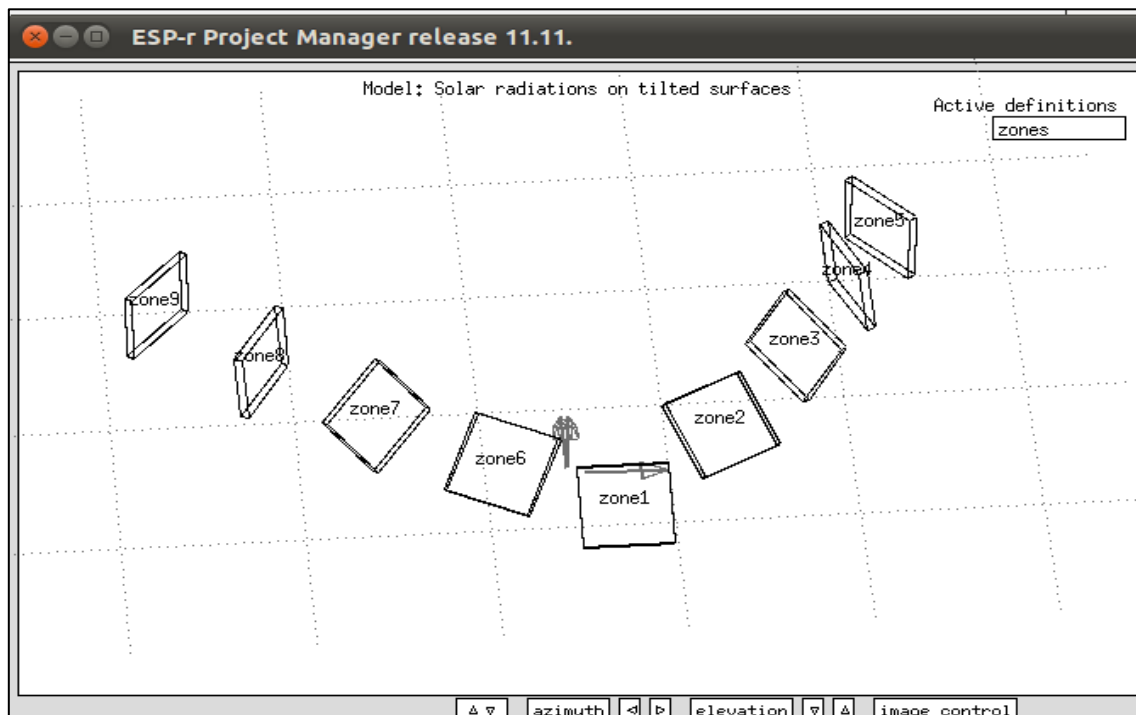 ESP-r Project Manager release 11.11.
Model: Solar radiations on tilted surfaces
Active definitions
zones
zone5
zone4
zone9
zone3
zone8
zone7
zone2
zone6
zone1
azimuth
elevation
image control